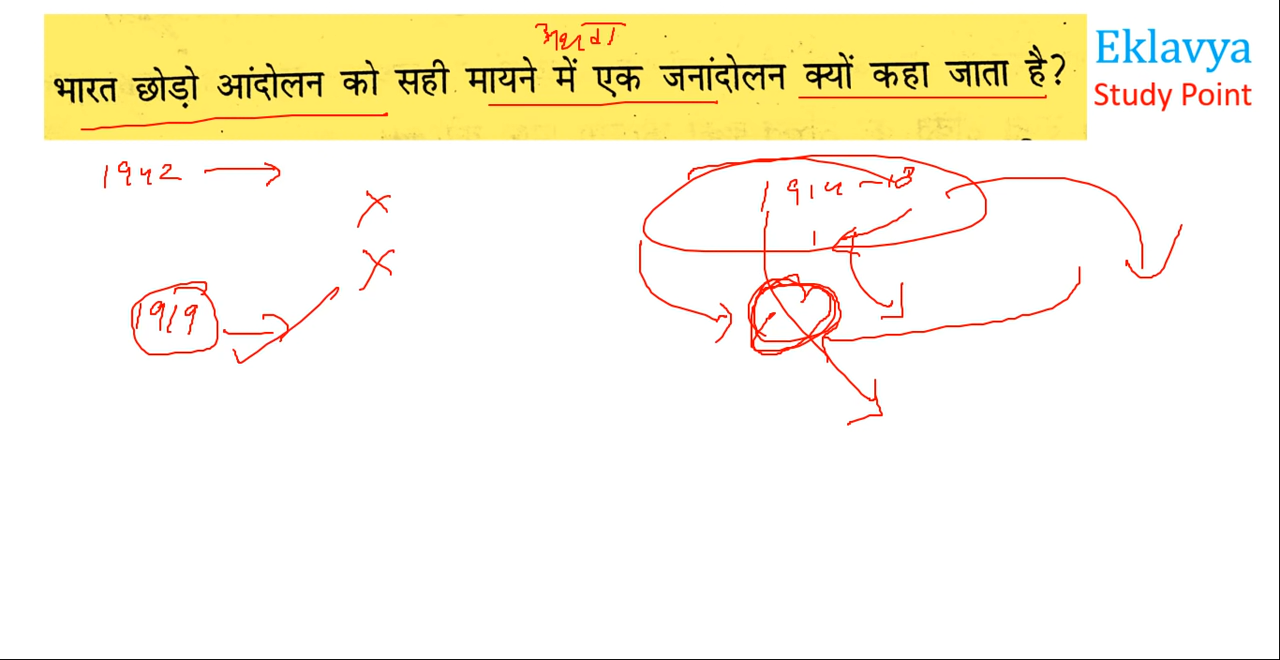 अथवा
भारत छोड़ो आंदोलन को सही मायने में एक जनांदोलन क्यों कहा जाता है?
Eklavya
Study Point
1942
1914-18
1919